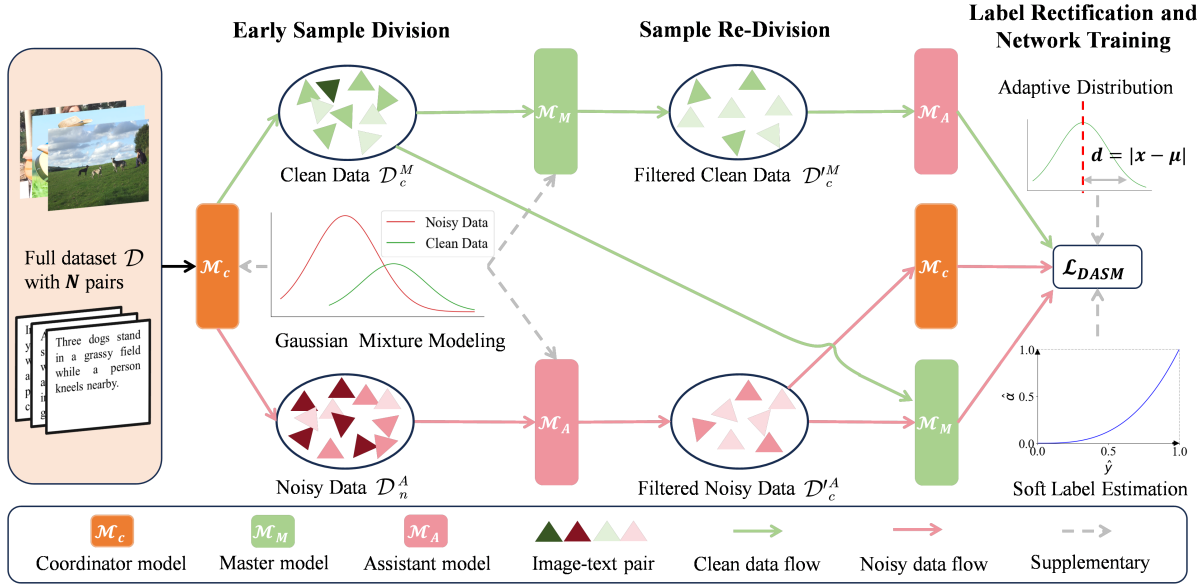 Early Sample Division
Sample Re-Division
Label Rectification and
Network Training
Full dataset 𝒟
with N pairs
Three dogs stand
in a grassy field
while a person
kneels nearby.
ℳc
Clean Data 𝒟cᴹ
Noisy Data
Clean Data
Gaussian Mixture Modeling
Noisy Data 𝒟nᴬ
ℳM
ℳA
Filtered Clean Data 𝒟′cᴹ
Filtered Noisy Data 𝒟′cᴬ
ℳA
ℳc
ℳM
Adaptive Distribution
d = |x − μ|
ℒDASM
1.0
α̂
0.0
0.5
1.0
ŷ
Soft Label Estimation
ℳc
Coordinator model
ℳM
Master model
ℳA
Assistant model
Image-text pair
Clean data flow
Noisy data flow
Supplementary